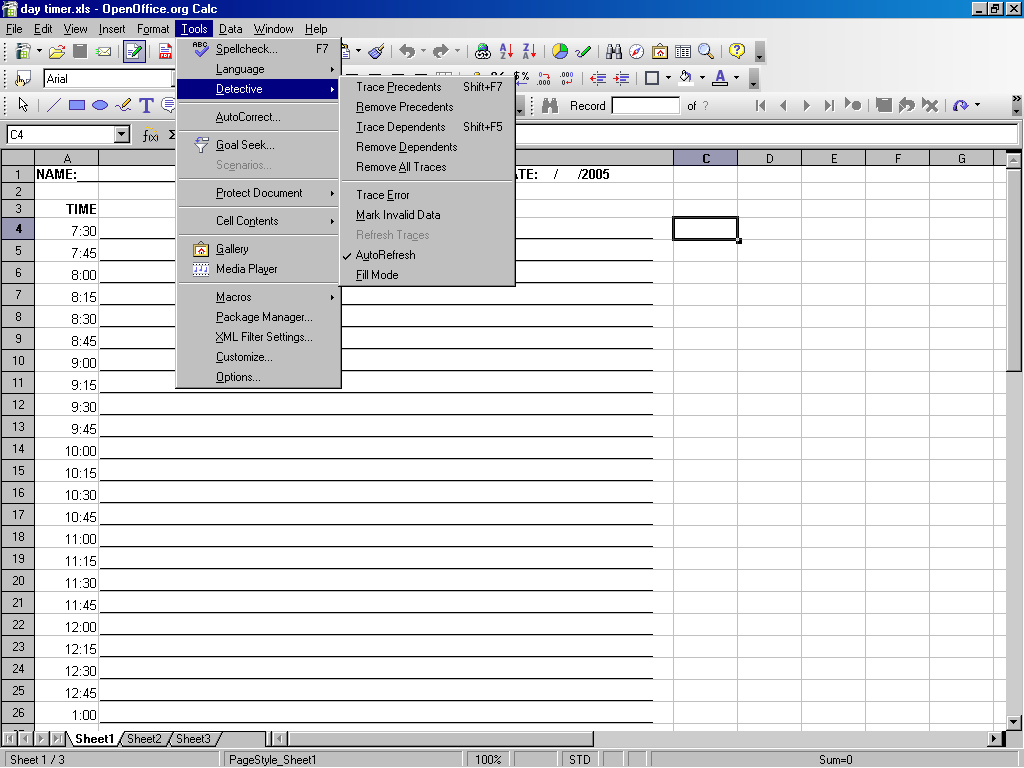 day timer.xls - OpenOffice.org Calc
File Edit View Insert Format Tools Data Window Help
Arial
Record of ?
C4
A C D E F G
1 NAME: ATE: / /2005
2
3 TIME
4 7:30
5 7:45
6 8:00
7 8:15
8 8:30
9 8:45
10 9:00
11 9:15
12 9:30
13 9:45
14 10:00
15 10:15
16 10:30
17 10:45
18 11:00
19 11:15
20 11:30
21 11:45
22 12:00
23 12:15
24 12:30
25 12:45
26 1:00
Spellcheck... F7
Language
Detective
AutoCorrect...
Goal Seek...
Scenarios...
Protect Document
Cell Contents
Gallery
Media Player
Macros
Package Manager...
XML Filter Settings...
Customize...
Options...
Trace Precedents Shift+F7
Remove Precedents
Trace Dependents Shift+F5
Remove Dependents
Remove All Traces
Trace Error
Mark Invalid Data
Refresh Traces
AutoRefresh
Fill Mode
Sheet1 Sheet2 Sheet3
Sheet 1 / 3 PageStyle_Sheet1 100% STD Sum=0